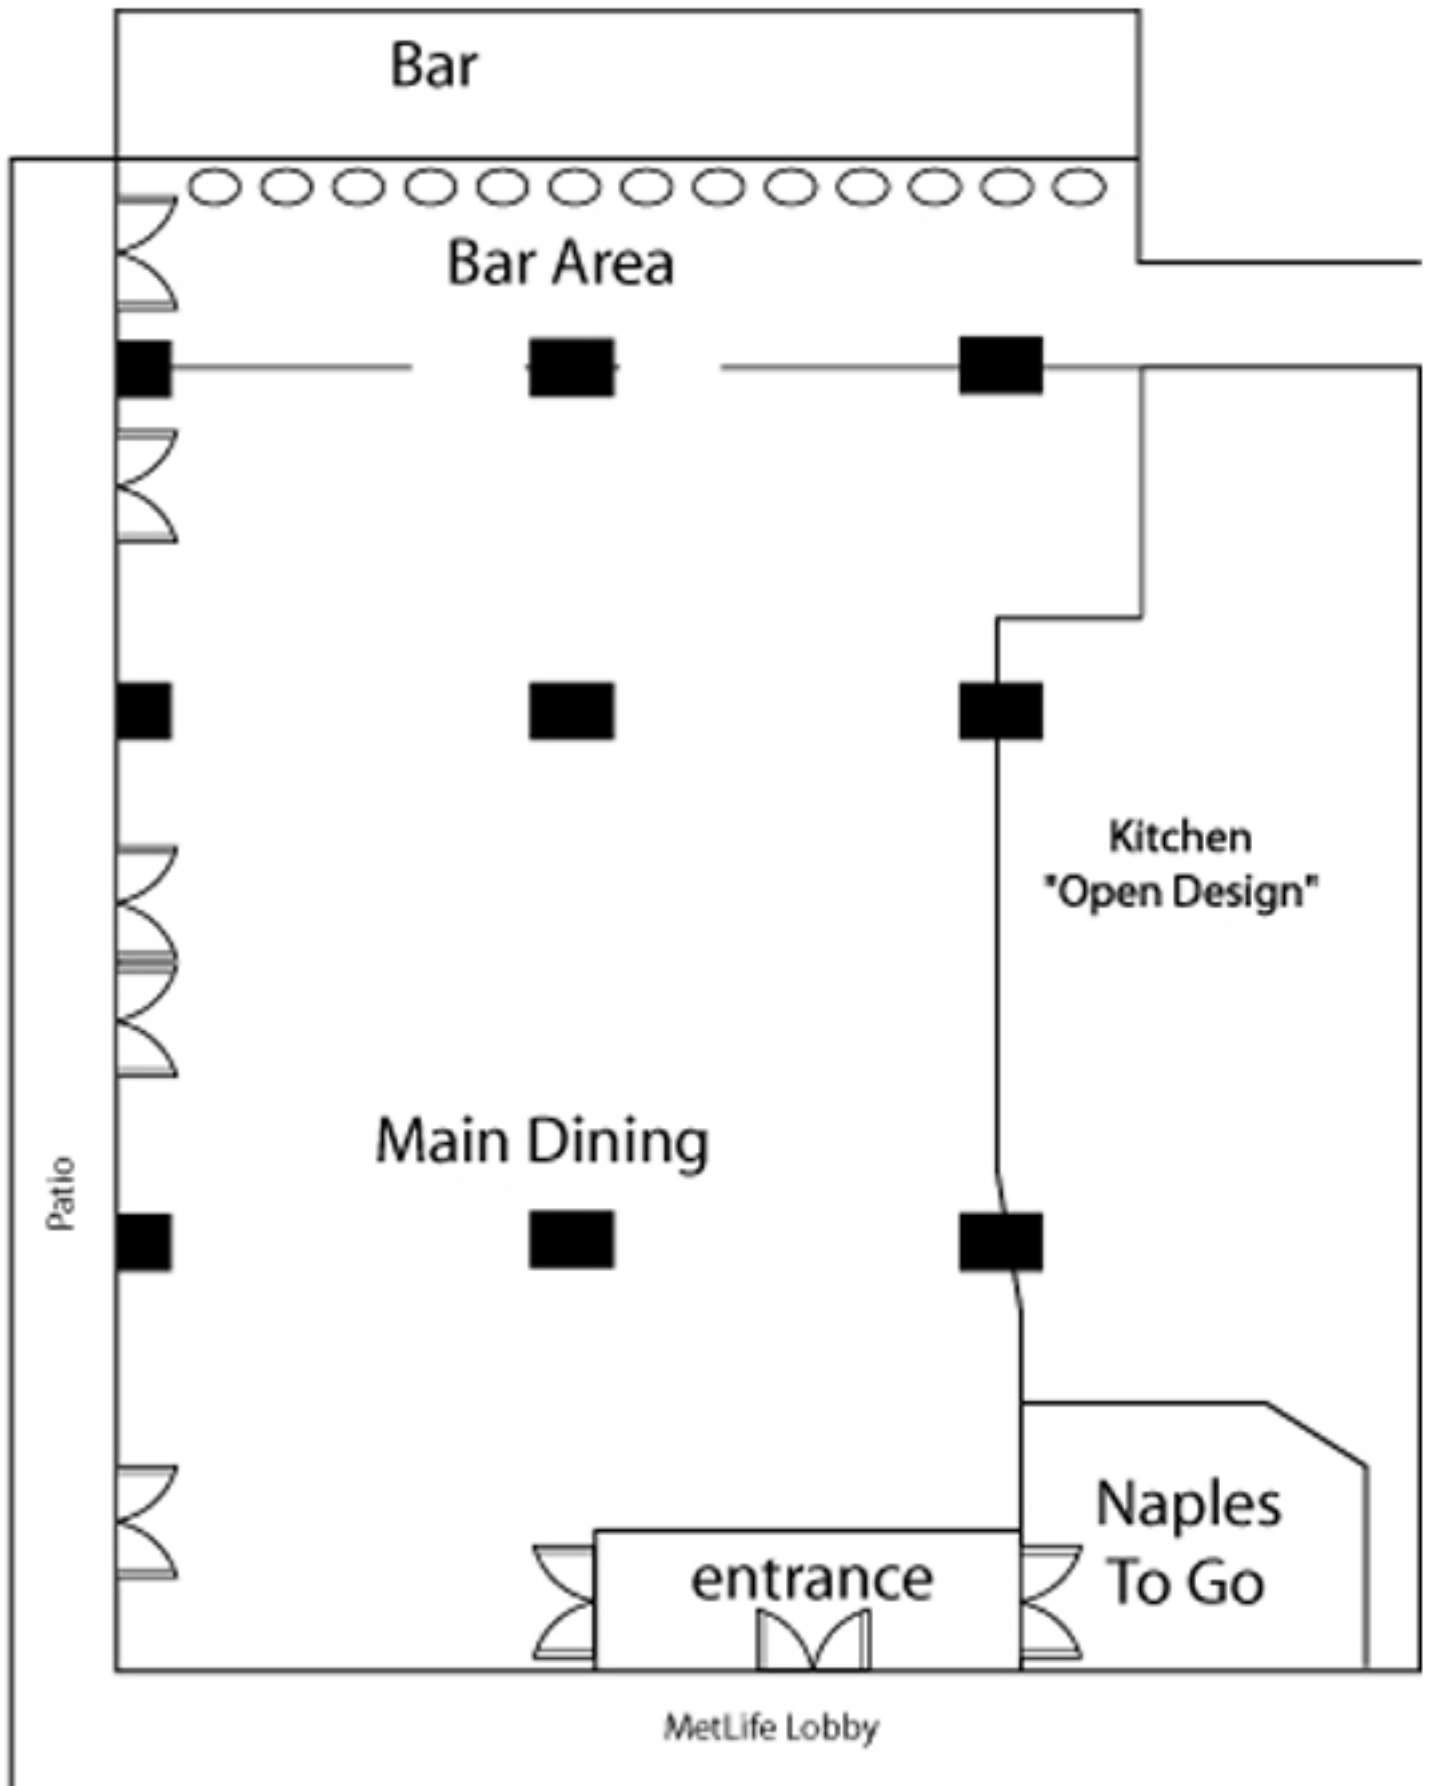 Bar
Bar Area
Kitchen
"Open Design"
Main Dining
Patio
Naples
To Go
entrance
MetLife Lobby